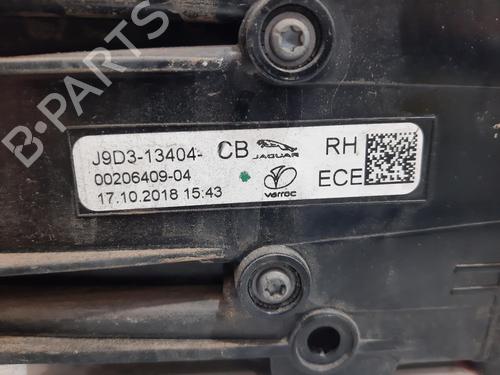 B-PARTS
J9D3-13404- CB JAGUAR RH
00206409-04 varroc ECE
17.10.2018 15:43